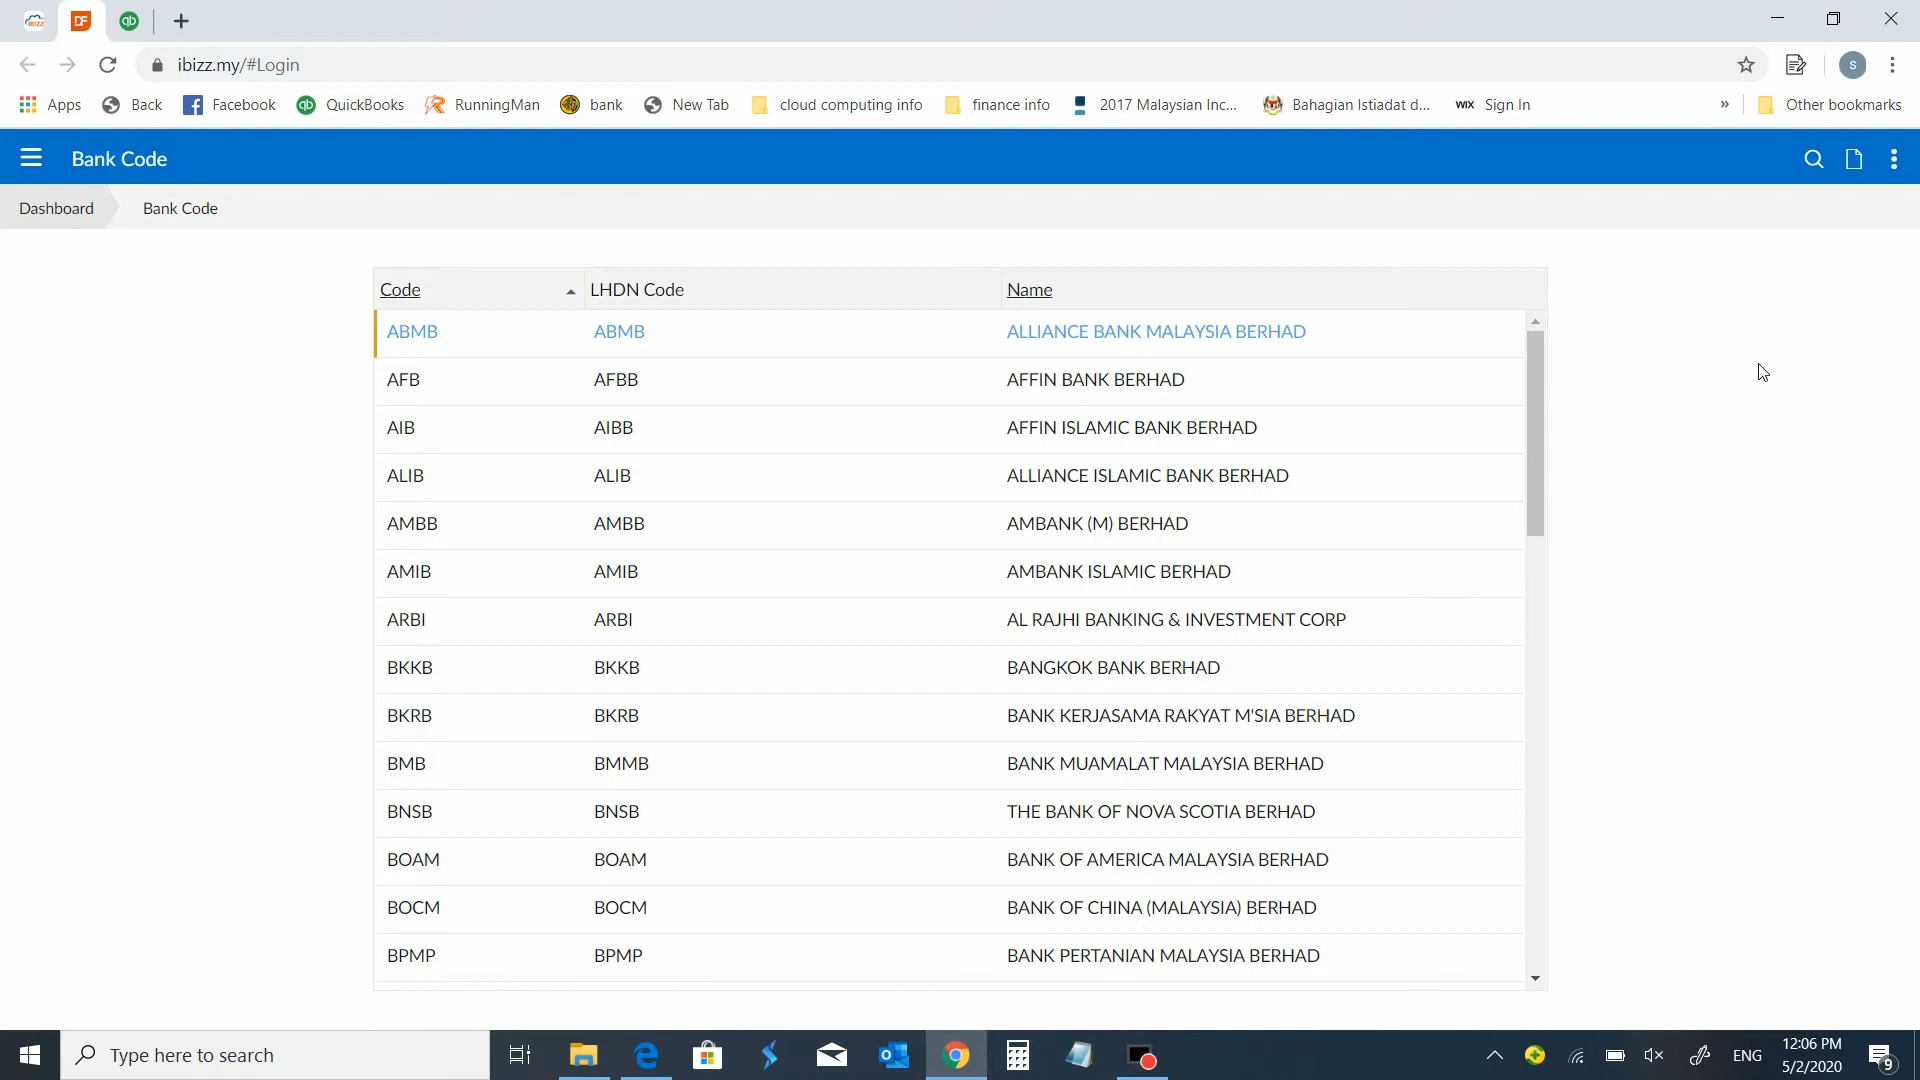 ibizz.my/#Login
Apps Back Facebook QuickBooks RunningMan bank New Tab cloud computing info finance info 2017 Malaysian Inc... Bahagian Istiadat d... WIX Sign In » Other bookmarks
Bank Code
Dashboard Bank Code
Code LHDN Code Name
ABMB ABMB ALLIANCE BANK MALAYSIA BERHAD
AFB AFBB AFFIN BANK BERHAD
AIB AIBB AFFIN ISLAMIC BANK BERHAD
ALIB ALIB ALLIANCE ISLAMIC BANK BERHAD
AMBB AMBB AMBANK (M) BERHAD
AMIB AMIB AMBANK ISLAMIC BERHAD
ARBI ARBI AL RAJHI BANKING & INVESTMENT CORP
BKKB BKKB BANGKOK BANK BERHAD
BKRB BKRB BANK KERJASAMA RAKYAT M'SIA BERHAD
BMB BMMB BANK MUAMALAT MALAYSIA BERHAD
BNSB BNSB THE BANK OF NOVA SCOTIA BERHAD
BOAM BOAM BANK OF AMERICA MALAYSIA BERHAD
BOCM BOCM BANK OF CHINA (MALAYSIA) BERHAD
BPMP BPMP BANK PERTANIAN MALAYSIA BERHAD
Type here to search
ENG
12:06 PM
5/2/2020
9